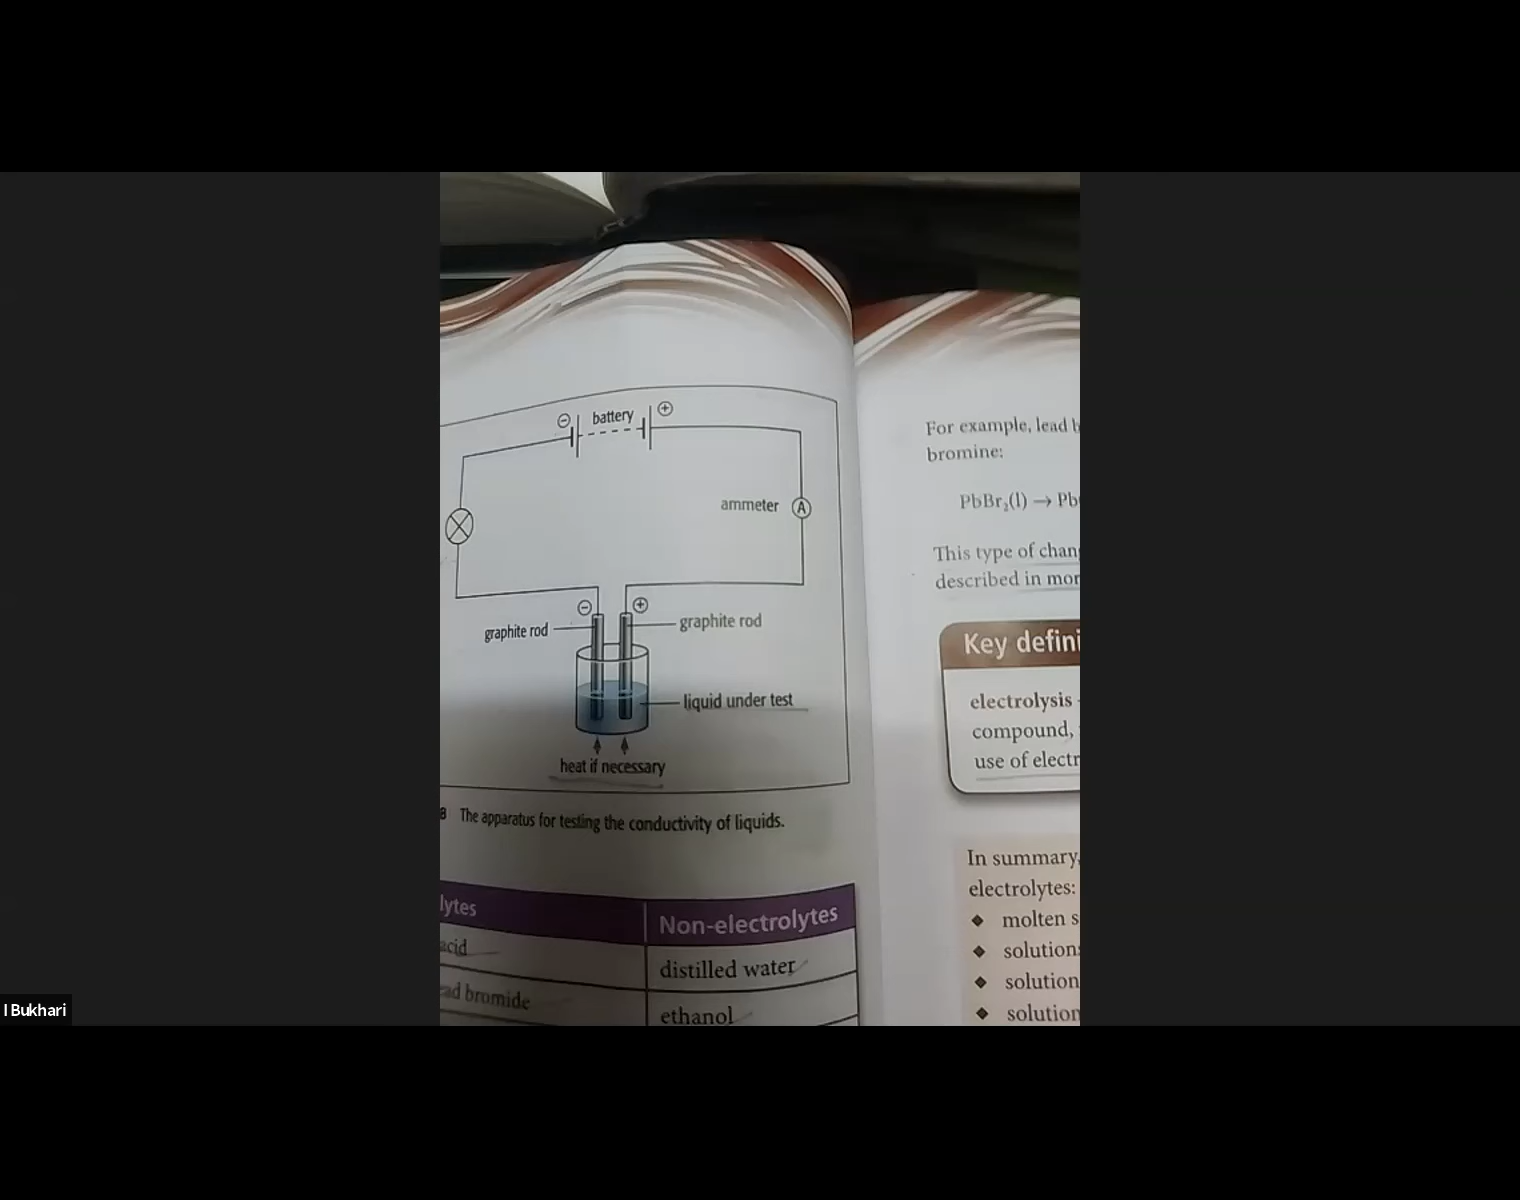 ⊖ battery ⊕
ammeter A
⊖ ⊕
graphite rod graphite rod
liquid under test
heat if necessary
8 The apparatus for testing the conductivity of liquids.
lytes Non-electrolytes
acid distilled water
ad bromide ethanol
For example, lead b
bromine:
PbBr₂(l) → Pb
This type of chan
described in mor
Key defini
electrolysis -
compound,
use of electr
In summary,
electrolytes:
◆ molten s
◆ solution
◆ solution
◆ solution
I Bukhari